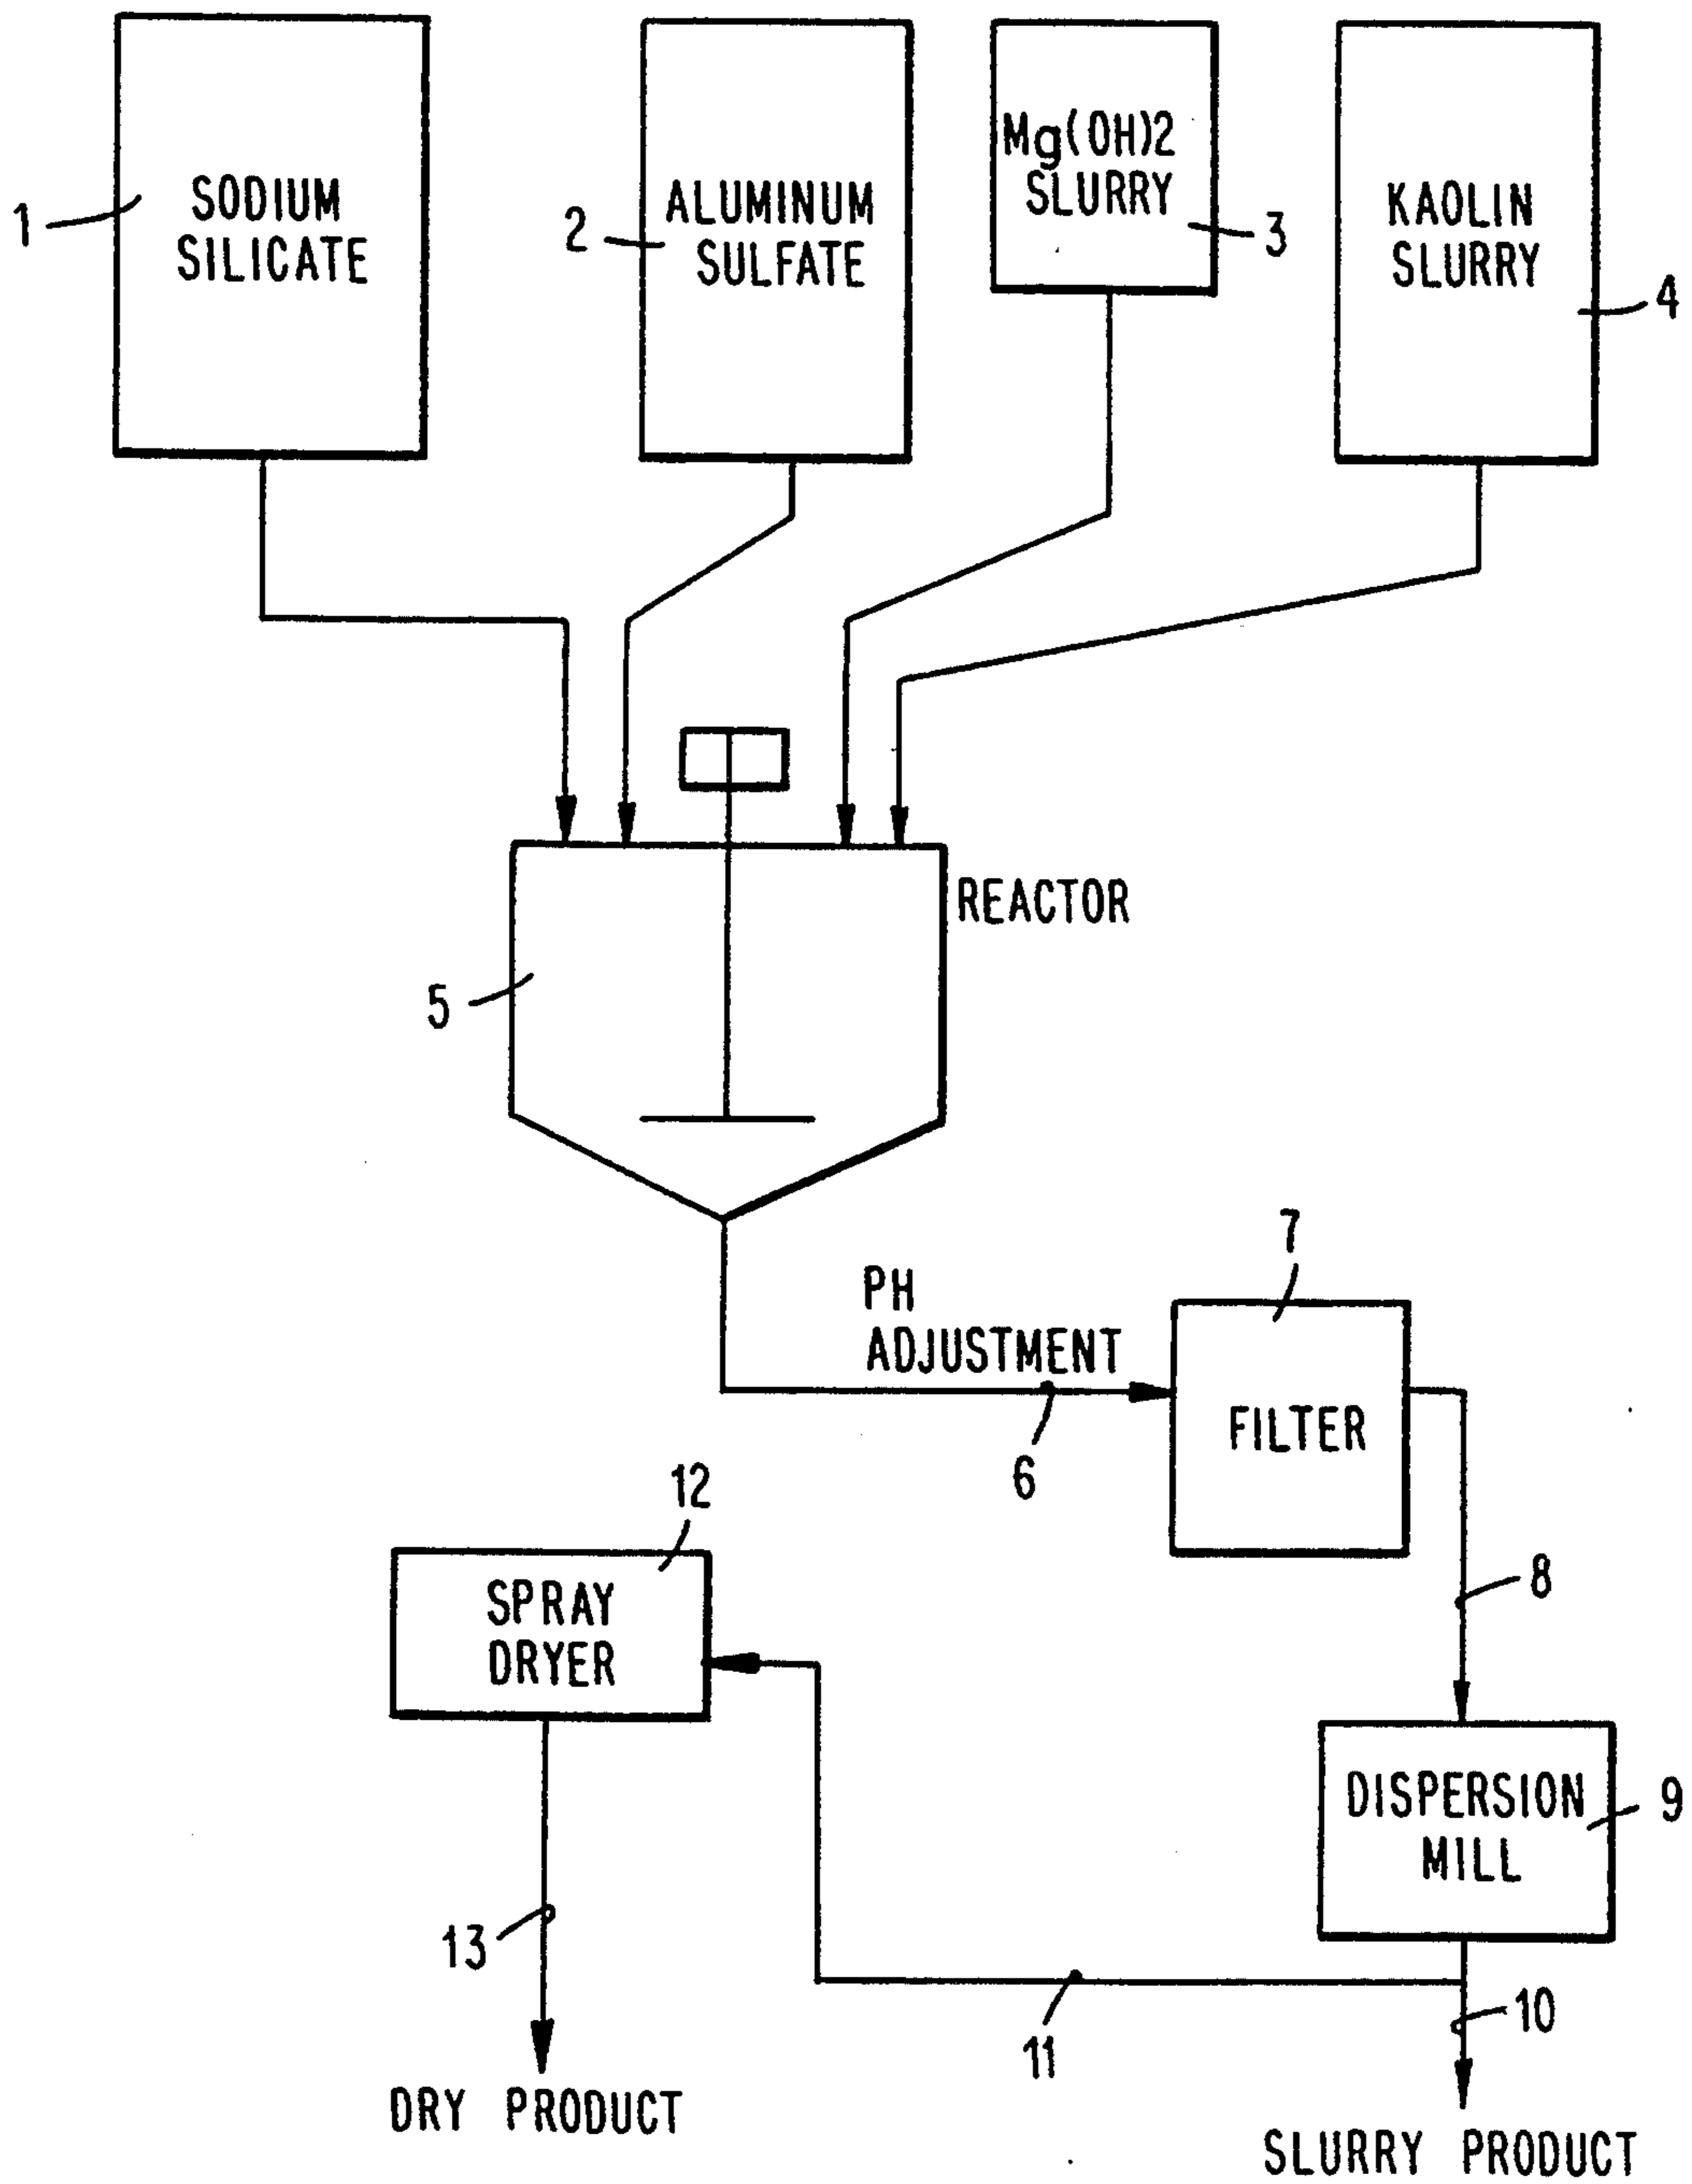 1
SODIUM
SILICATE
2
ALUMINUM
SULFATE
Mg(OH)2
SLURRY
3
KAOLIN
SLURRY
4
REACTOR
5
PH
ADJUSTMENT
6
7
FILTER
8
12
SPRAY
DRYER
DISPERSION
MILL
9
13
11
10
DRY PRODUCT
SLURRY PRODUCT